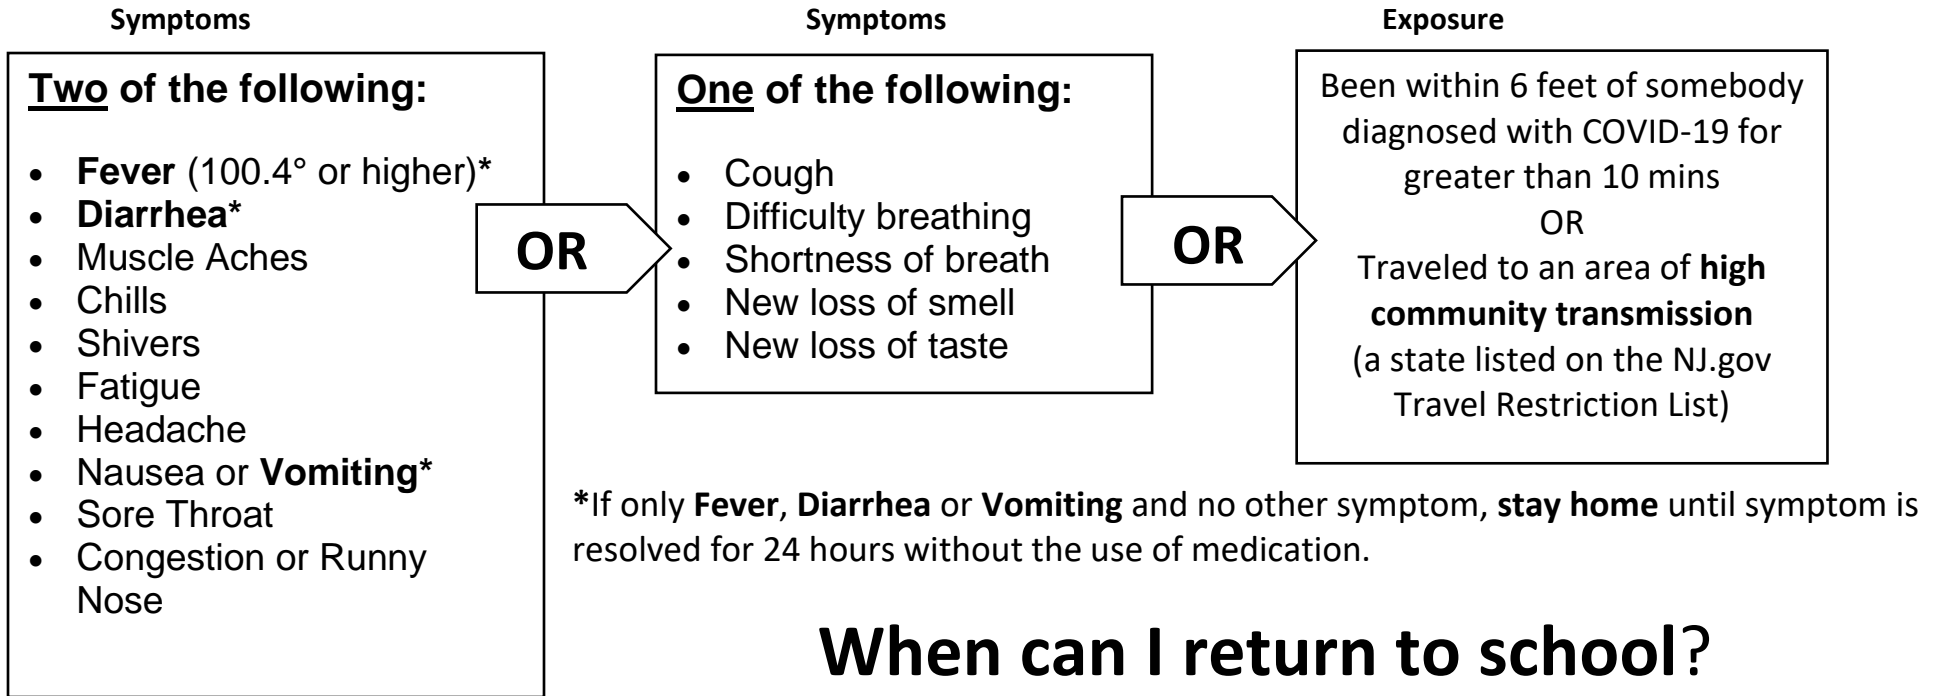 Symptoms
Two of the following:
• Fever (100.4° or higher)*
• Diarrhea*
• Muscle Aches
• Chills
• Shivers
• Fatigue
• Headache
• Nausea or Vomiting*
• Sore Throat
• Congestion or Runny
Nose
OR
Symptoms
One of the following:
• Cough
• Difficulty breathing
• Shortness of breath
• New loss of smell
• New loss of taste
OR
Exposure
Been within 6 feet of somebody
diagnosed with COVID-19 for
greater than 10 mins
OR
Traveled to an area of high
community transmission
(a state listed on the NJ.gov
Travel Restriction List)
*If only Fever, Diarrhea or Vomiting and no other symptom, stay home until symptom is
resolved for 24 hours without the use of medication.
When can I return to school?